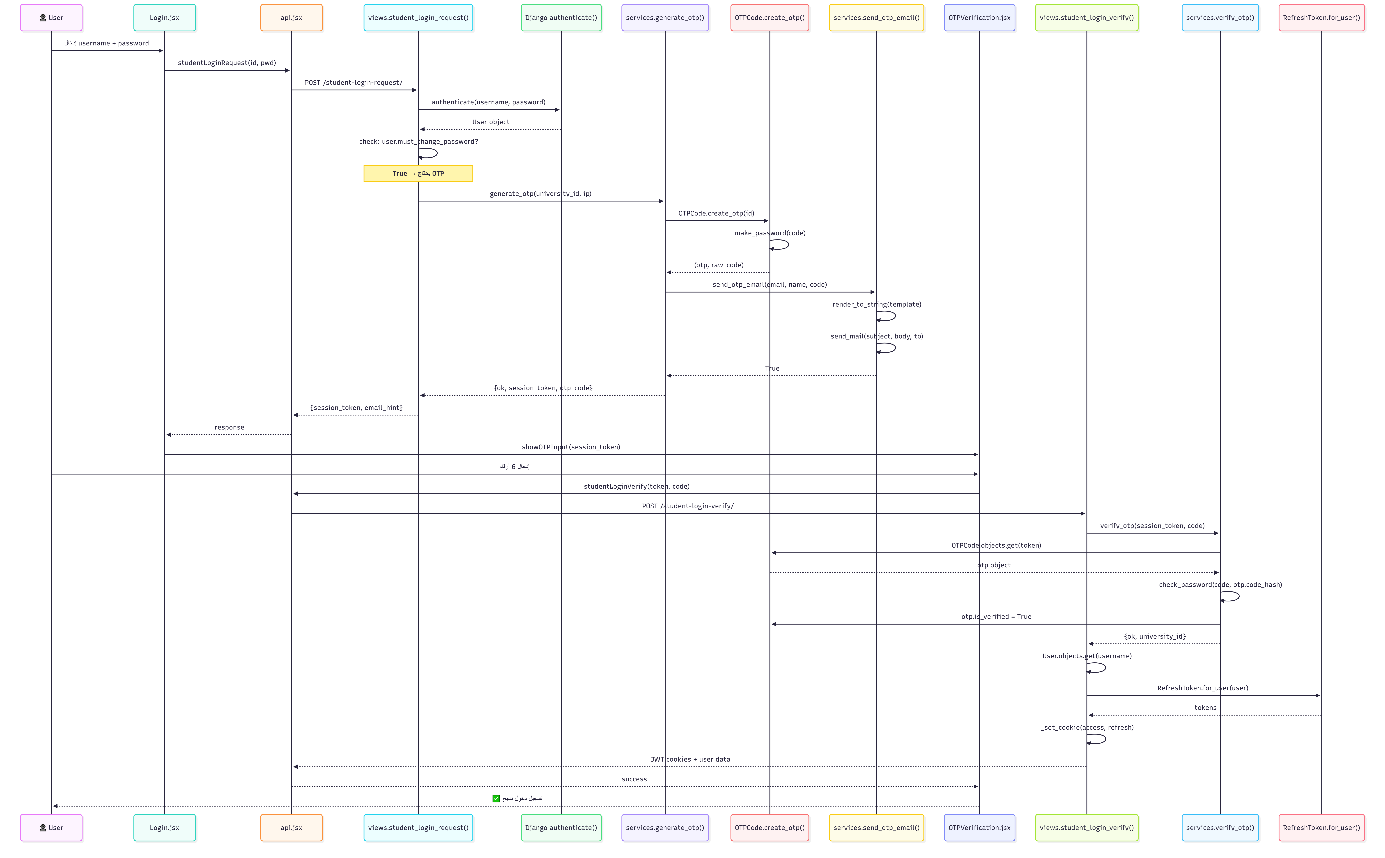 User
Login.jsx
api.jsx
views.student_login_request()
Django authenticate()
services.generate_otp()
OTPCode.create_otp()
services.send_otp_email()
OTPVerification.jsx
views.student_login_verify()
services.verify_otp()
RefreshToken.for_user()
username + password
studentLoginRequest(id, pwd)
POST /student-login-request/
authenticate(username, password)
User object
check: user.must_change_password?
True → يحتاج OTP
generate_otp(university_id, ip)
OTPCode.create_otp(id)
make_password(code)
(otp, raw_code)
send_otp_email(email, name, code)
render_to_string(template)
send_mail(subject, body, to)
True
{ok, session_token, otp_code}
{session_token, email_hint}
response
showOTPInput(session_token)
studentLoginVerify(token, code)
POST /student-login-verify/
verify_otp(session_token, code)
OTPCode.objects.get(token)
otp object
check_password(code, otp.code_hash)
otp.is_verified = True
{ok, university_id}
User.objects.get(username)
RefreshToken.for_user(user)
tokens
_set_cookie(access, refresh)
JWT cookies + user data
success
User
Login.jsx
api.jsx
views.student_login_request()
Django authenticate()
services.generate_otp()
OTPCode.create_otp()
services.send_otp_email()
OTPVerification.jsx
views.student_login_verify()
services.verify_otp()
RefreshToken.for_user()